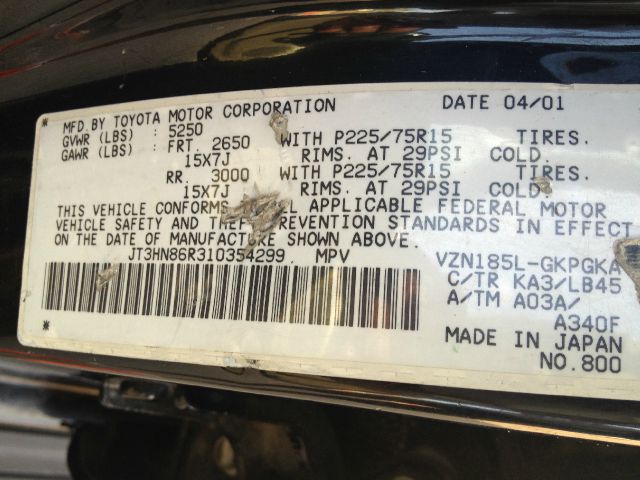 MFD. BY TOYOTA MOTOR CORPORATION DATE 04/01
GVWR (LBS) : 5250
GAWR (LBS) : FRT. 2650 WITH P225/75R15 TIRES.
15X7J RIMS. AT 29PSI COLD.
RR. 3000 WITH P225/75R15 TIRES.
15X7J RIMS. AT 29PSI COLD.
THIS VEHICLE CONFORMS ALL APPLICABLE FEDERAL MOTOR
VEHICLE SAFETY AND THEFT PREVENTION STANDARDS IN EFFECT
ON THE DATE OF MANUFACTURE SHOWN ABOVE.
JT3HN86R310354299 MPV VZN185L-GKPGKA
C/TR KA3/LB45
A/TM A03A/
A340F
MADE IN JAPAN
NO.800